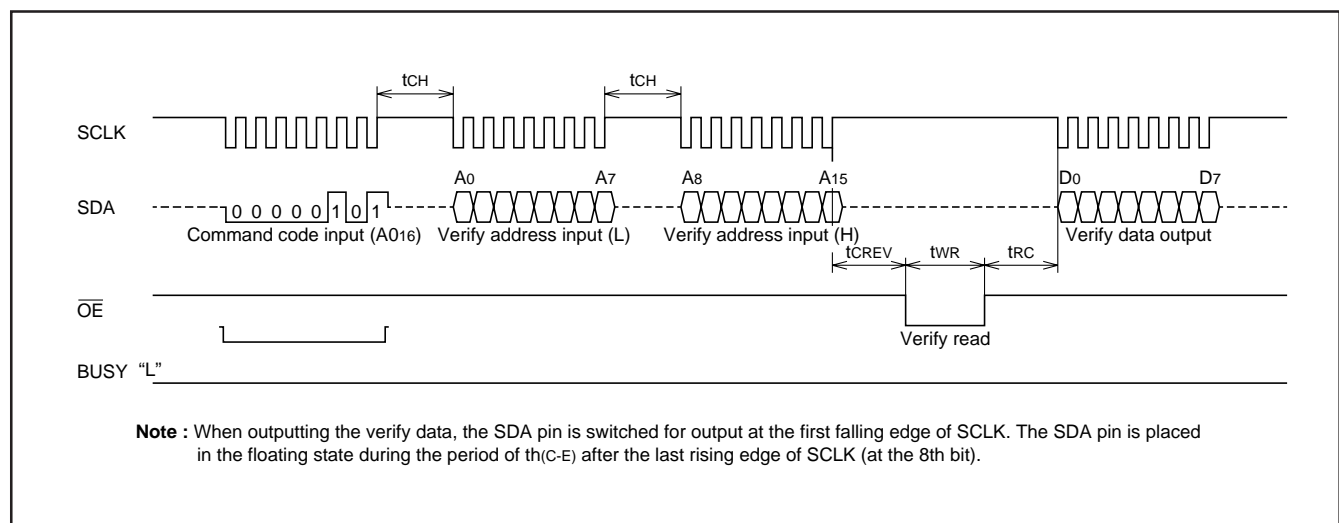 tCH
tCH
SCLK
A0
A7
A8
A15
D0
D7
SDA
0 0 0 0 0 1 0 1
Command code input (A016)
Verify address input (L)
Verify address input (H)
Verify data output
tCREV
tWR
tRC
OE
Verify read
BUSY “L”
Note : When outputting the verify data, the SDA pin is switched for output at the first falling edge of SCLK. The SDA pin is placed
in the floating state during the period of th(C-E) after the last rising edge of SCLK (at the 8th bit).